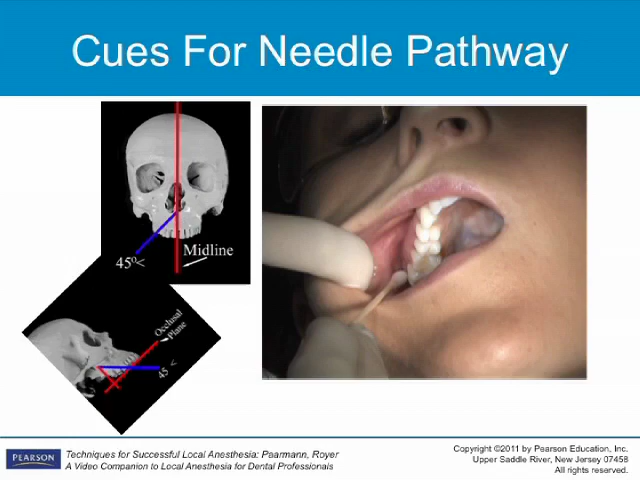 Cues For Needle Pathway
Midline
45°<
Occlusal
Plane
45 <
PEARSON
Techniques for Successful Local Anesthesia: Paarmann, Royer
A Video Companion to Local Anesthesia for Dental Professionals
Copyright ©2011 by Pearson Education, Inc.
Upper Saddle River, New Jersey 07458
All rights reserved.